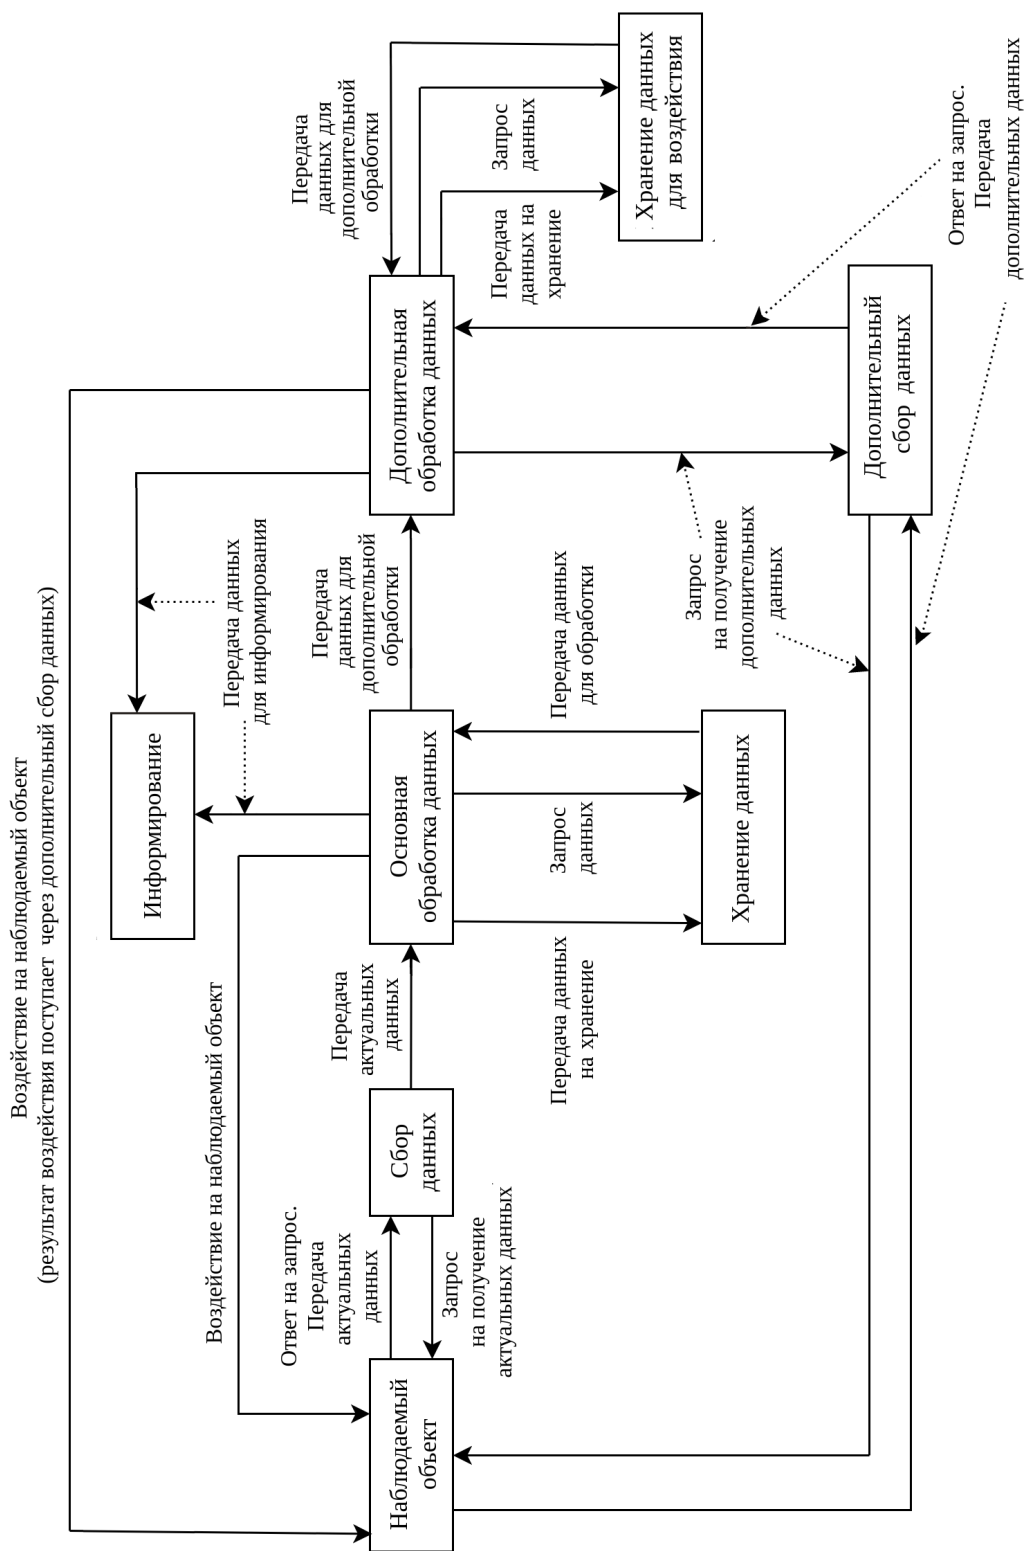 Воздействие на наблюдаемый объект
(результат воздействия поступает через дополнительный сбор данных)
Информирование
Передача данных
для информирования
Воздействие на наблюдаемый объект
Ответ на запрос.
Передача
актуальных
данных
Наблюдаемый
объект
Запрос
на получение
актуальных данных
Сбор
данных
Передача
актуальных
данных
Основная
обработка данных
Передача
данных для
дополнительной
обработки
Дополнительная
обработка данных
Передача
данных для
дополнительной
обработки
Передача данных
на хранение
Запрос
данных
Передача данных
для обработки
Передача
данных на
хранение
Запрос
данных
Хранение данных
для воздействия
Хранение данных
Запрос
на получение
дополнительных
данных
Дополнительный
сбор данных
Ответ на запрос.
Передача
дополнительных данных